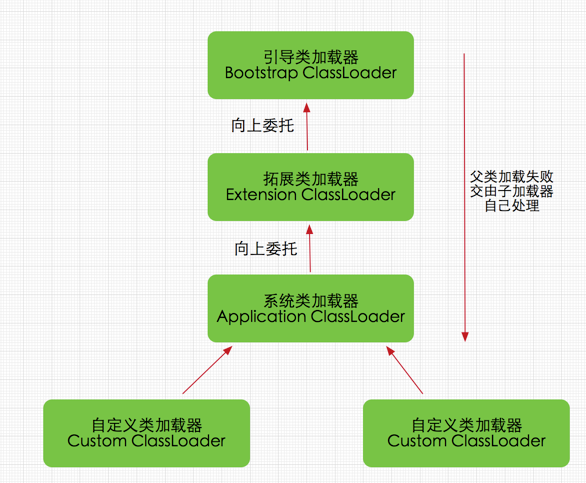 引导类加载器
Bootstrap ClassLoader
向上委托
拓展类加载器
Extension ClassLoader
父类加载失败
交由子加载器
自己处理
向上委托
系统类加载器
Application ClassLoader
自定义类加载器
Custom ClassLoader
自定义类加载器
Custom ClassLoader